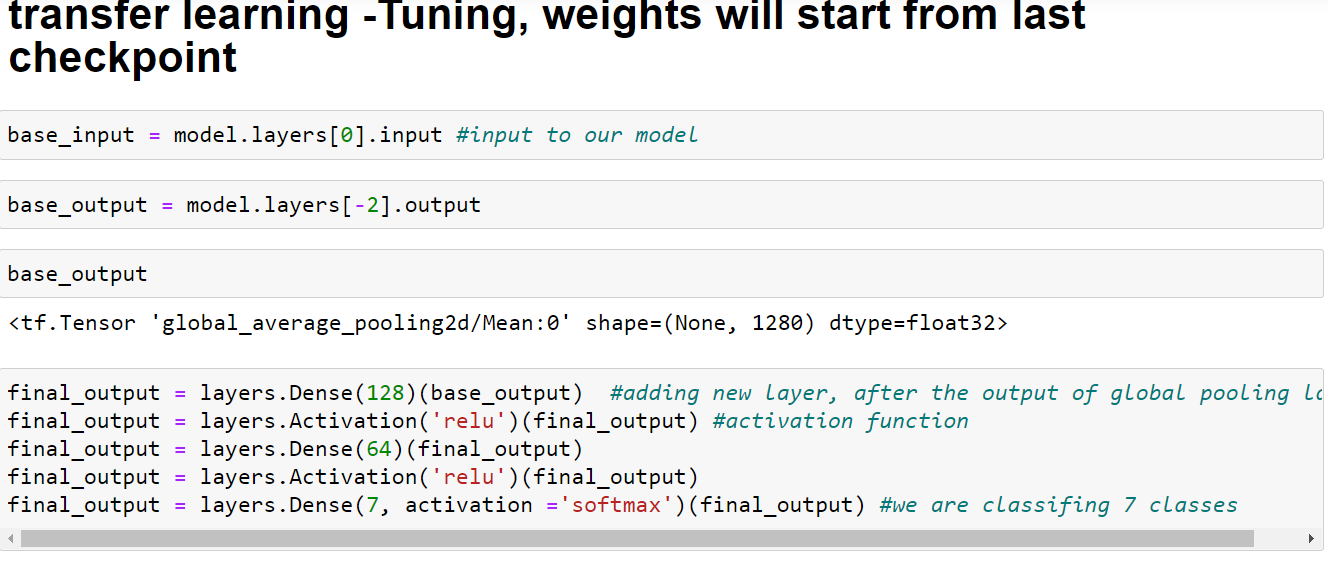 transfer learning -Tuning, weights will start from last
checkpoint
base_input = model.layers[0].input #input to our model
base_output = model.layers[-2].output
base_output
<tf.Tensor 'global_average_pooling2d/Mean:0' shape=(None, 1280) dtype=float32>
final_output = layers.Dense(128)(base_output)  #adding new layer, after the output of global pooling
final_output = layers.Activation('relu')(final_output) #activation function
final_output = layers.Dense(64)(final_output)
final_output = layers.Activation('relu')(final_output)
final_output = layers.Dense(7, activation ='softmax')(final_output) #we are classifing 7 classes